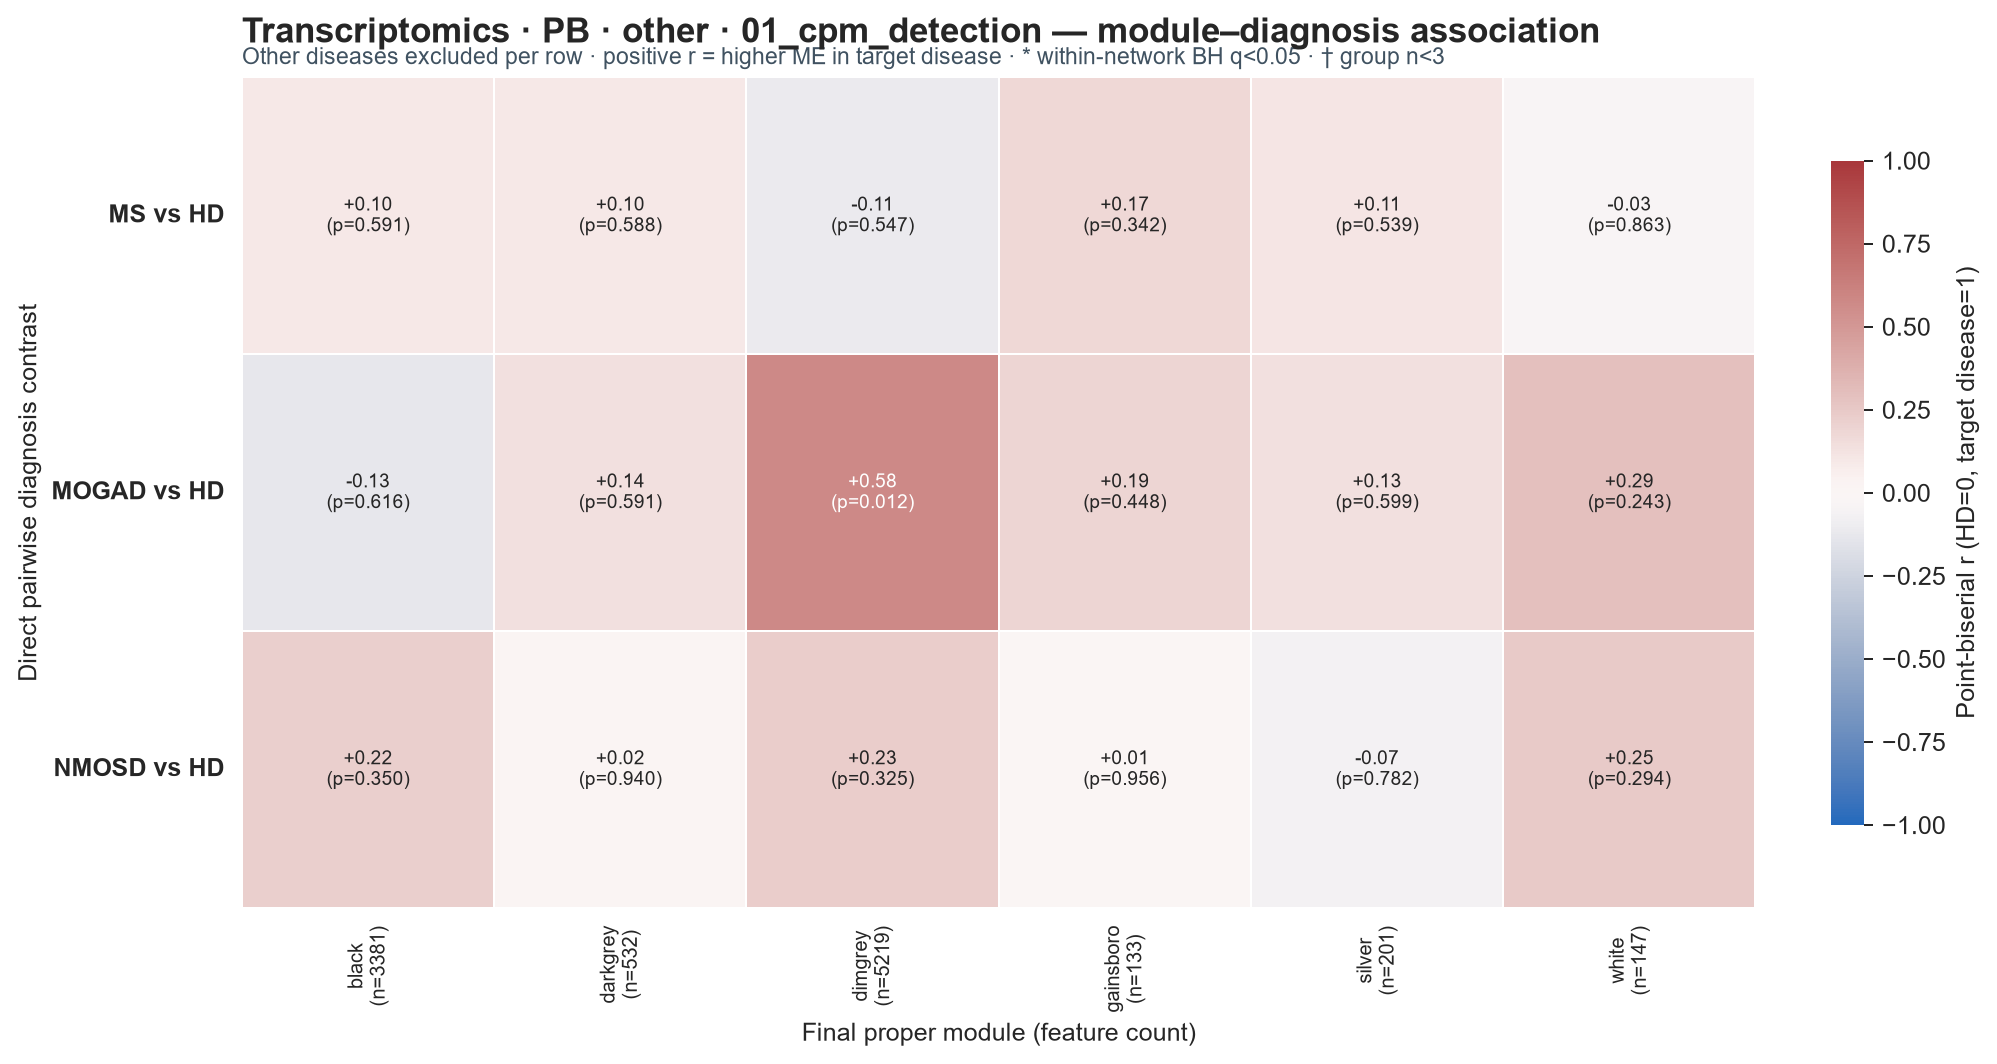 Transcriptomics · PB · other · 01_cpm_detection — module–diagnosis association
Other diseases excluded per row · positive r = higher ME in target disease · * within-network BH q<0.05 · † group n<3
Direct pairwise diagnosis contrast
MS vs HD
+0.10
(p=0.591)
+0.10
(p=0.588)
-0.11
(p=0.547)
+0.17
(p=0.342)
+0.11
(p=0.539)
-0.03
(p=0.863)
MOGAD vs HD
-0.13
(p=0.616)
+0.14
(p=0.591)
+0.58
(p=0.012)
+0.19
(p=0.448)
+0.13
(p=0.599)
+0.29
(p=0.243)
NMOSD vs HD
+0.22
(p=0.350)
+0.02
(p=0.940)
+0.23
(p=0.325)
+0.01
(p=0.956)
-0.07
(p=0.782)
+0.25
(p=0.294)
black
(n=3381)
darkgrey
(n=532)
dimgrey
(n=5219)
gainsboro
(n=133)
silver
(n=201)
white
(n=147)
Final proper module (feature count)
1.00
0.75
0.50
0.25
0.00
−0.25
−0.50
−0.75
−1.00
Point-biserial r (HD=0, target disease=1)